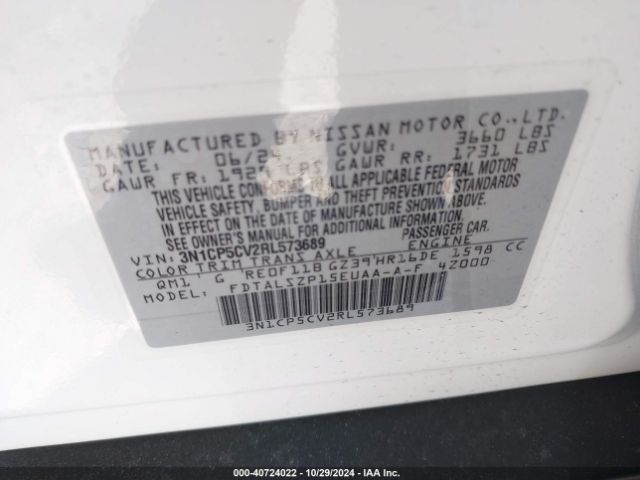 MANUFACTURED BY NISSAN MOTOR CO., LTD.
DATE: 06/24 GVWR: 3660 LBS
GAWR FR: LBS GAWR RR: 1731 LBS
THIS VEHICLE CONFORMS TO ALL APPLICABLE FEDERAL MOTOR
VEHICLE SAFETY, BUMPER, AND THEFT PREVENTION STANDARDS
IN EFFECT ON THE DATE OF MANUFACTURE SHOWN ABOVE.
SEE OWNERS MANUAL FOR ADDITIONAL INFORMATION.
VIN: 3N1CP5CV2RL573689 PASSENGER CAR.
COLOR TRIM TRANS AXLE ENGINE
QM1 G RE0F11B GZ39 HR16DE 1598 CC
MODEL: FDTALSZP15EUAA-A-F 42000
3N1CP5CV2RL573689
000-40724022 | 10/29/2024 - IAA Inc. |